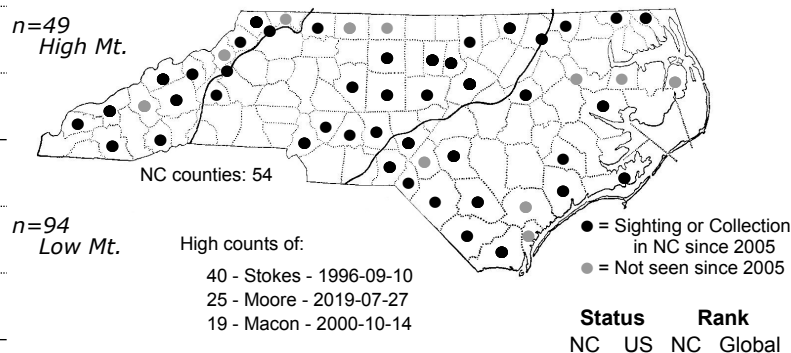 n=49
High Mt.
NC counties: 54
n=94
Low Mt.
High counts of:
40 - Stokes - 1996-09-10
25 - Moore - 2019-07-27
19 - Macon - 2000-10-14
= Sighting or Collection
in NC since 2005
= Not seen since 2005
Status Rank
NC US NC Global